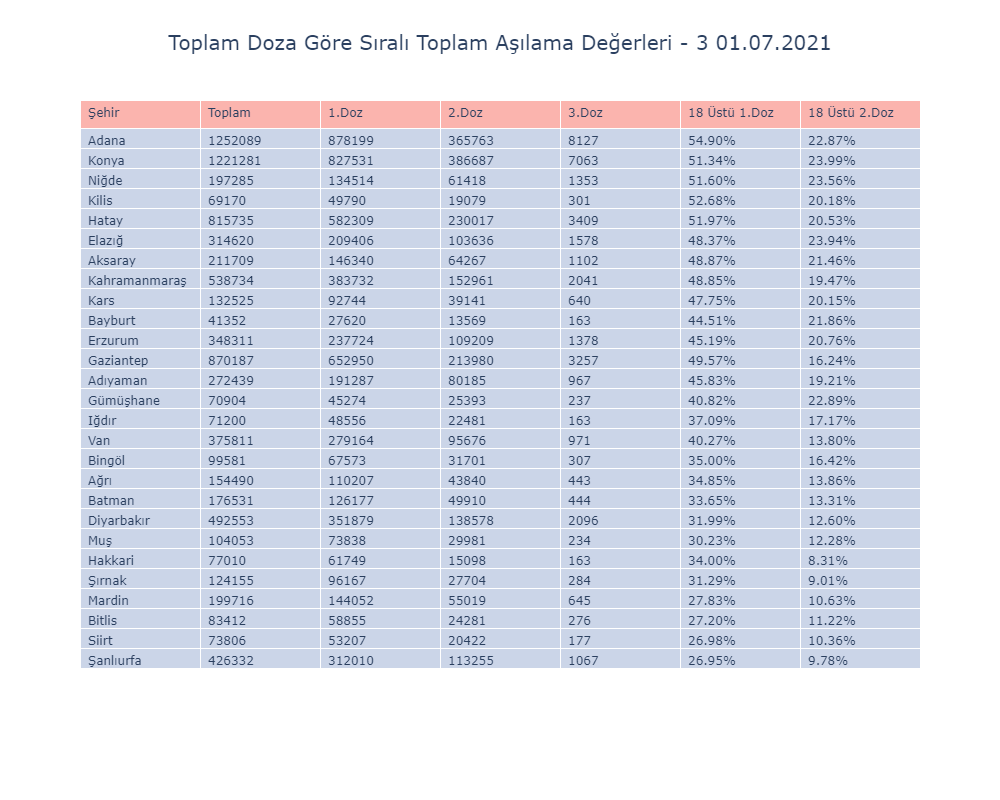 Toplam Doza Göre Sıralı Toplam Aşılama Değerleri - 3 01.07.2021
Şehir Toplam 1.Doz 2.Doz 3.Doz 18 Üstü 1.Doz 18 Üstü 2.Doz
Adana 1252089 878199 365763 8127 54.90% 22.87%
Konya 1221281 827531 386687 7063 51.34% 23.99%
Niğde 197285 134514 61418 1353 51.60% 23.56%
Kilis 69170 49790 19079 301 52.68% 20.18%
Hatay 815735 582309 230017 3409 51.97% 20.53%
Elazığ 314620 209406 103636 1578 48.37% 23.94%
Aksaray 211709 146340 64267 1102 48.87% 21.46%
Kahramanmaraş 538734 383732 152961 2041 48.85% 19.47%
Kars 132525 92744 39141 640 47.75% 20.15%
Bayburt 41352 27620 13569 163 44.51% 21.86%
Erzurum 348311 237724 109209 1378 45.19% 20.76%
Gaziantep 870187 652950 213980 3257 49.57% 16.24%
Adıyaman 272439 191287 80185 967 45.83% 19.21%
Gümüşhane 70904 45274 25393 237 40.82% 22.89%
Iğdır 71200 48556 22481 163 37.09% 17.17%
Van 375811 279164 95676 971 40.27% 13.80%
Bingöl 99581 67573 31701 307 35.00% 16.42%
Ağrı 154490 110207 43840 443 34.85% 13.86%
Batman 176531 126177 49910 444 33.65% 13.31%
Diyarbakır 492553 351879 138578 2096 31.99% 12.60%
Muş 104053 73838 29981 234 30.23% 12.28%
Hakkari 77010 61749 15098 163 34.00% 8.31%
Şırnak 124155 96167 27704 284 31.29% 9.01%
Mardin 199716 144052 55019 645 27.83% 10.63%
Bitlis 83412 58855 24281 276 27.20% 11.22%
Siirt 73806 53207 20422 177 26.98% 10.36%
Şanlıurfa 426332 312010 113255 1067 26.95% 9.78%